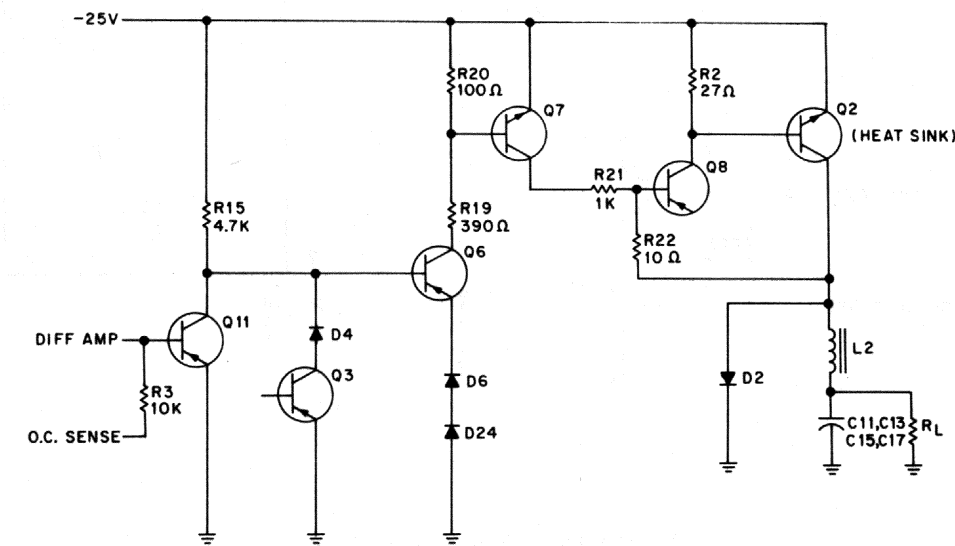 -25V
R20
100Ω
R2
27Ω
Q7
Q2
(HEAT SINK)
Q8
R21
1K
R15
4.7K
R19
390Ω
R22
10Ω
Q6
Q11
DIFF AMP
D4
L2
Q3
D6
D2
R3
10K
C11,C13
C15,C17
RL
O.C. SENSE
D24